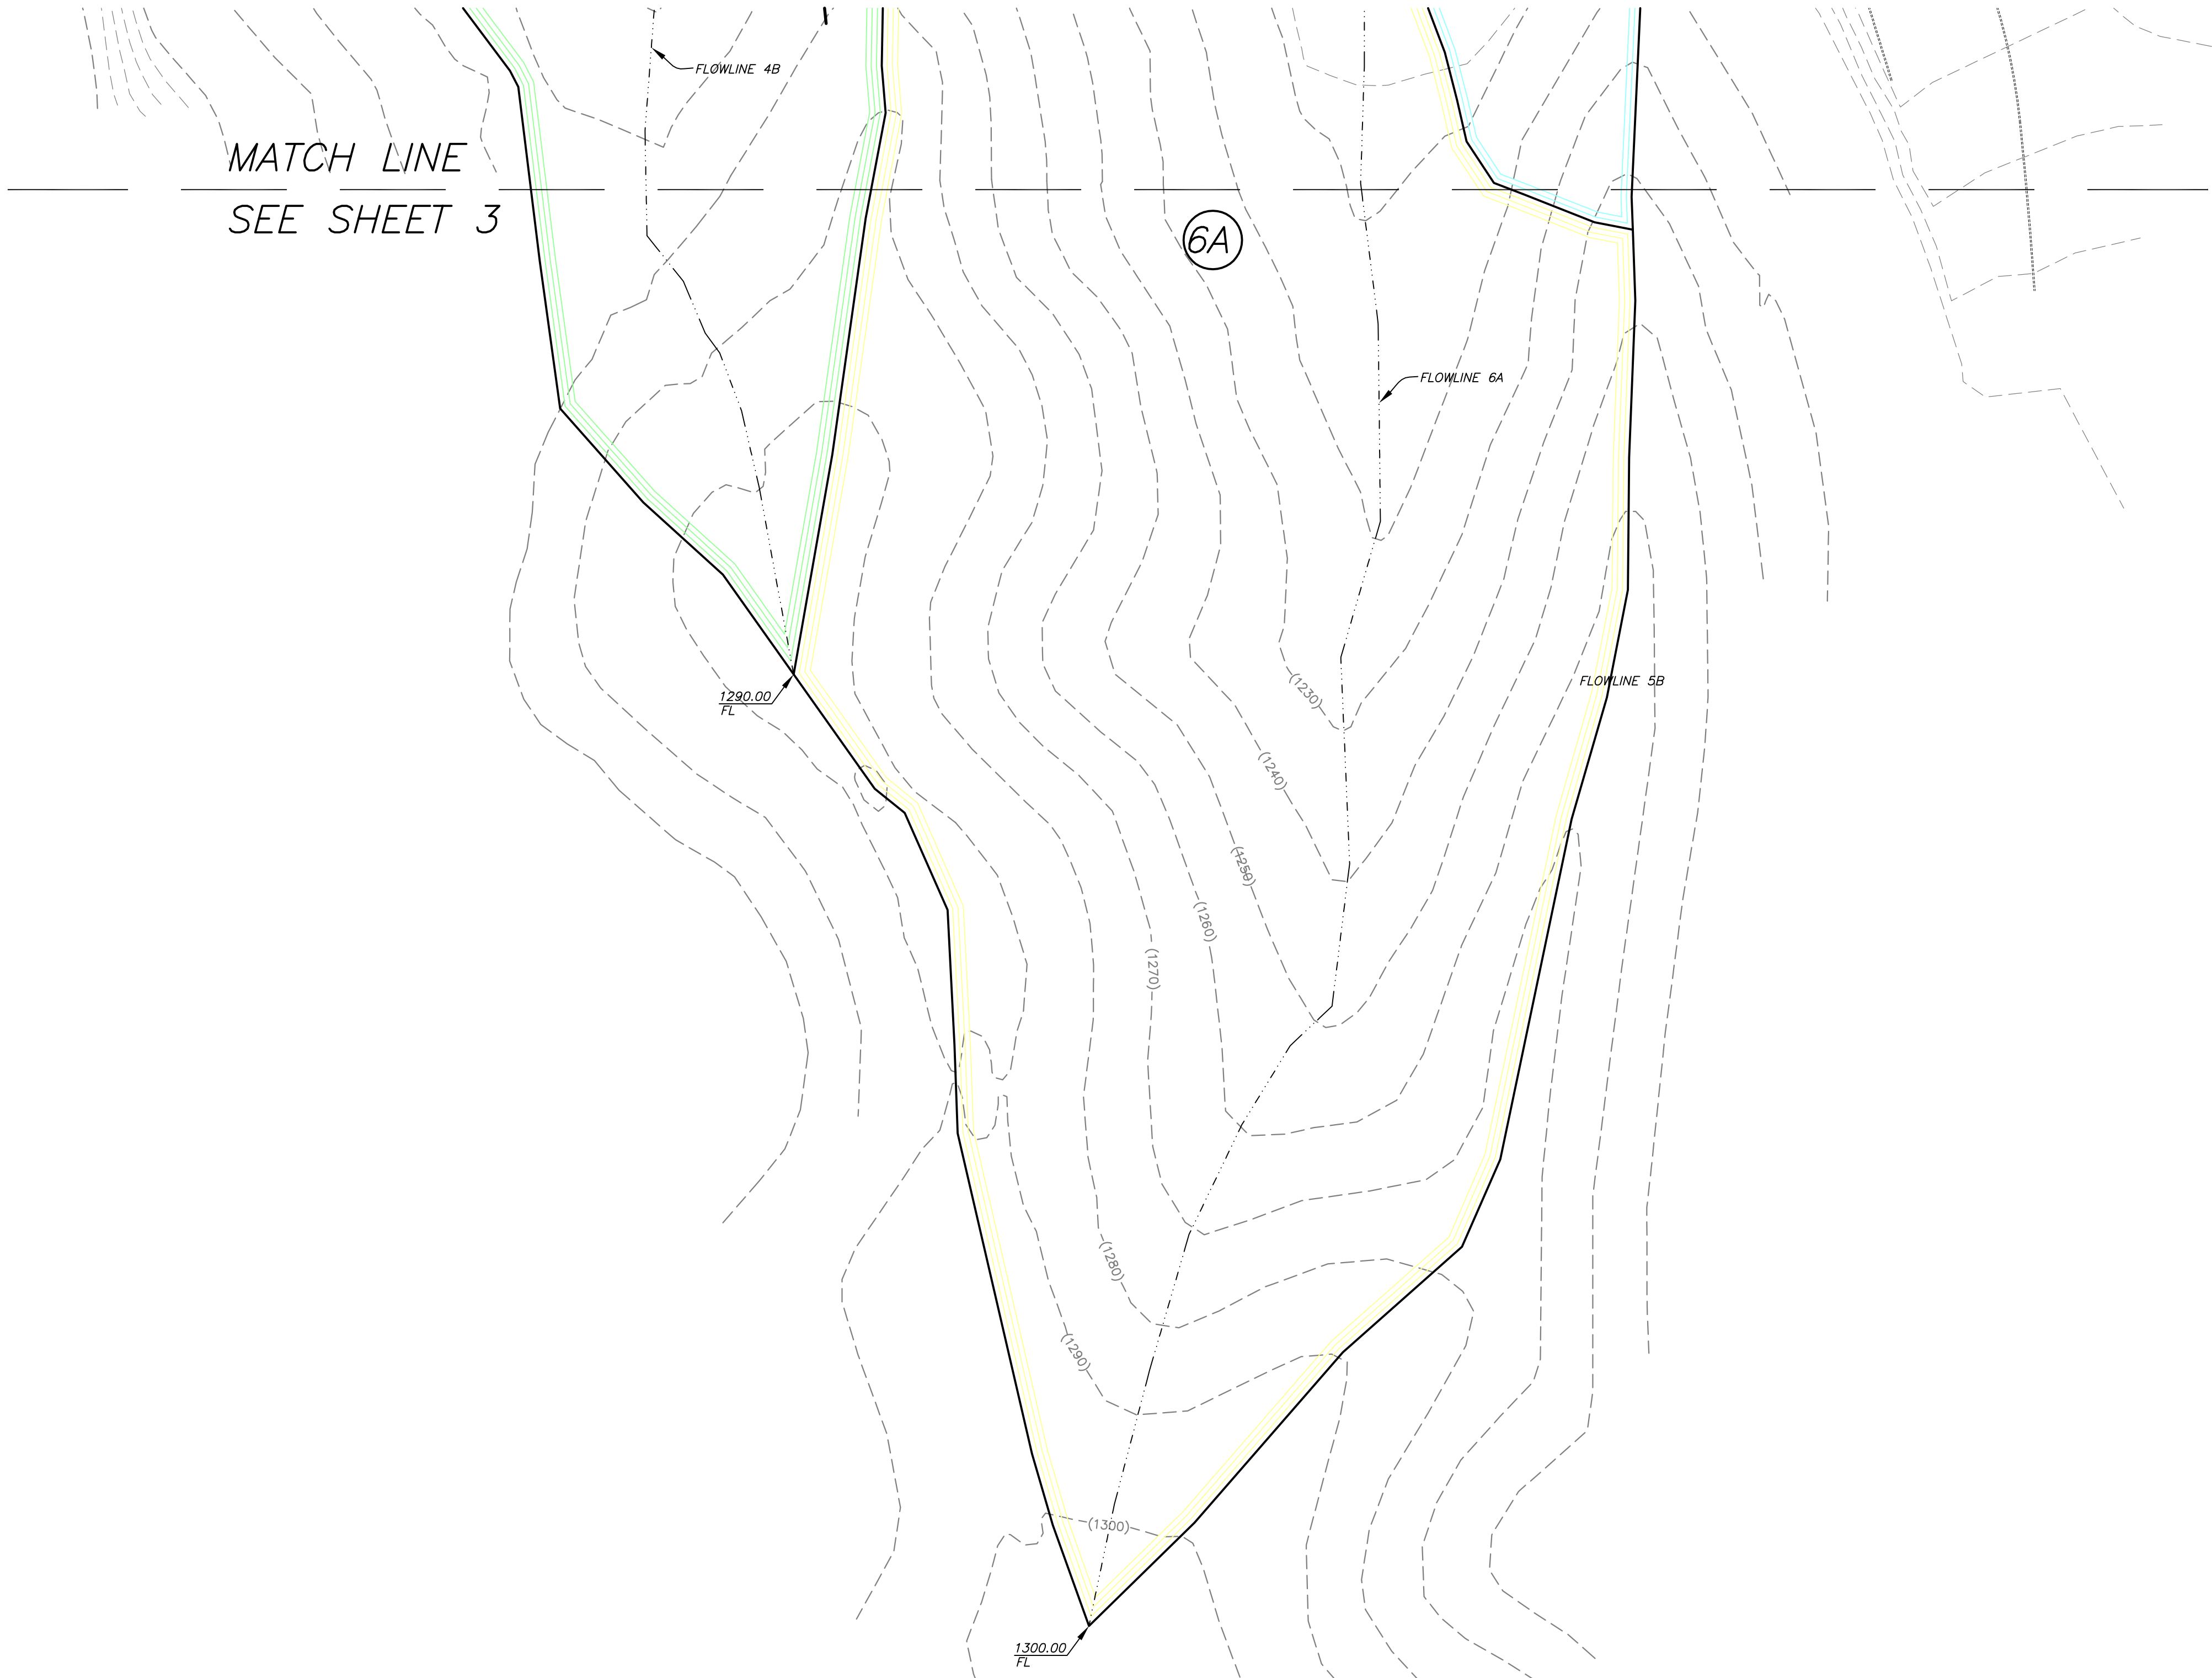 FLOWLINE 4B
MATCH LINE
SEE SHEET 3
6A
FLOWLINE 6A
FLOWLINE 5B
1290.00
FL
(1230)
(1240)
(1250)
(1260)
(1270)
(1280)
(1290)
(1300)
1300.00
FL